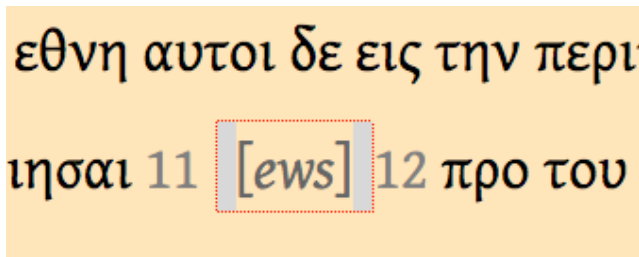 εθνη αυτοι δε εις την περι
ιησαι 11 [ews] 12 προ του